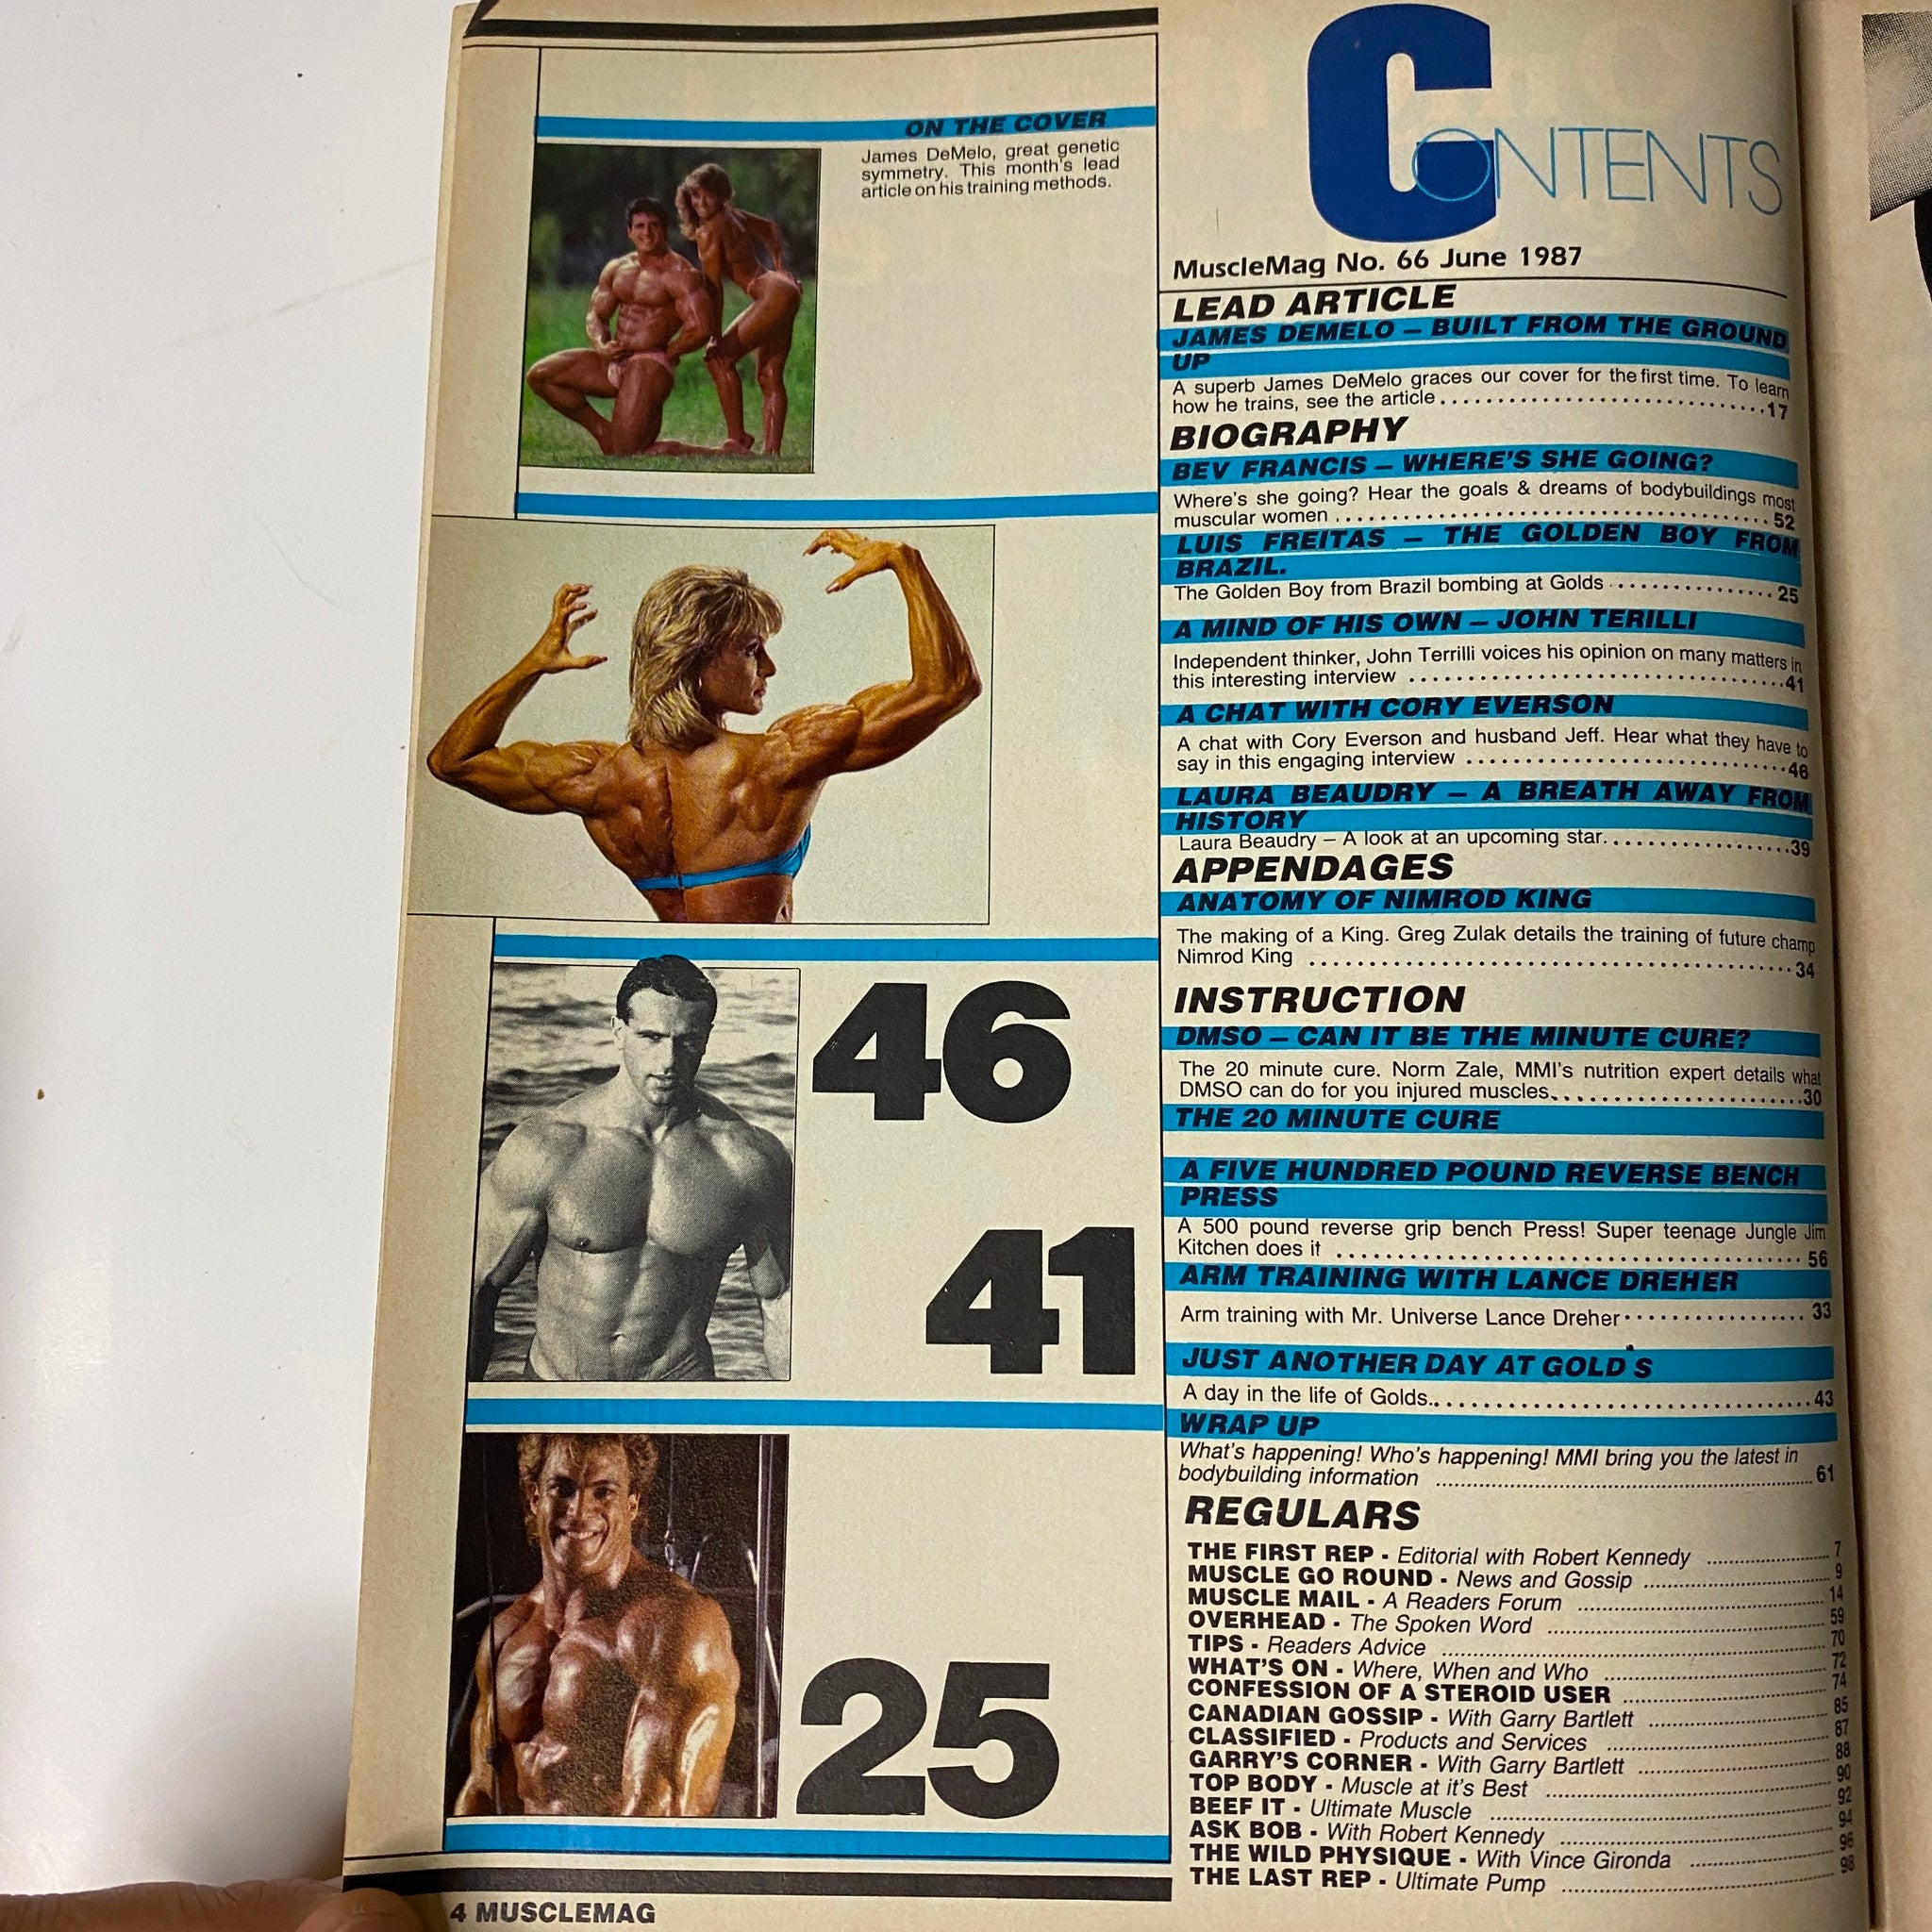 ON THE COVER
James DeMelo, great genetic
symmetry. This month's lead
article on his training methods.
46
41
25
4 MUSCLEMAG
CONTENTS
MuscleMag No. 66 June 1987
LEAD ARTICLE
JAMES DEMELO – BUILT FROM THE GROUND
UP
A superb James DeMelo graces our cover for the first time. To learn
how he trains, see the article 17
BIOGRAPHY
BEV FRANCIS – WHERE'S SHE GOING?
Where's she going? Hear the goals & dreams of bodybuildings most
muscular women 52
LUIS FREITAS – THE GOLDEN BOY FROM
BRAZIL.
The Golden Boy from Brazil bombing at Golds 25
A MIND OF HIS OWN – JOHN TERILLI
Independent thinker, John Terrilli voices his opinion on many matters in
this interesting interview 41
A CHAT WITH CORY EVERSON
A chat with Cory Everson and husband Jeff. Hear what they have to
say in this engaging interview 46
LAURA BEAUDRY – A BREATH AWAY FROM
HISTORY
Laura Beaudry – A look at an upcoming star. 39
APPENDAGES
ANATOMY OF NIMROD KING
The making of a King. Greg Zulak details the training of future champ
Nimrod King 34
INSTRUCTION
DMSO – CAN IT BE THE MINUTE CURE?
The 20 minute cure. Norm Zale, MMI's nutrition expert details what
DMSO can do for you injured muscles. 30
THE 20 MINUTE CURE
A FIVE HUNDRED POUND REVERSE BENCH
PRESS
A 500 pound reverse grip bench Press! Super teenage Jungle Jim
Kitchen does it 56
ARM TRAINING WITH LANCE DREHER
Arm training with Mr. Universe Lance Dreher 33
JUST ANOTHER DAY AT GOLD'S
A day in the life of Golds. 43
WRAP UP
What's happening! Who's happening! MMI bring you the latest in
bodybuilding information 61
REGULARS
THE FIRST REP - Editorial with Robert Kennedy 7
MUSCLE GO ROUND - News and Gossip 9
MUSCLE MAIL - A Readers Forum 14
OVERHEAD - The Spoken Word 59
TIPS - Readers Advice 70
WHAT'S ON - Where, When and Who 72
CONFESSION OF A STEROID USER 74
CANADIAN GOSSIP - With Garry Bartlett 85
CLASSIFIED - Products and Services 87
GARRY'S CORNER - With Garry Bartlett 88
TOP BODY - Muscle at it's Best 90
BEEF IT - Ultimate Muscle 92
ASK BOB - With Robert Kennedy 94
THE WILD PHYSIQUE - With Vince Gironda 96
THE LAST REP - Ultimate Pump 98